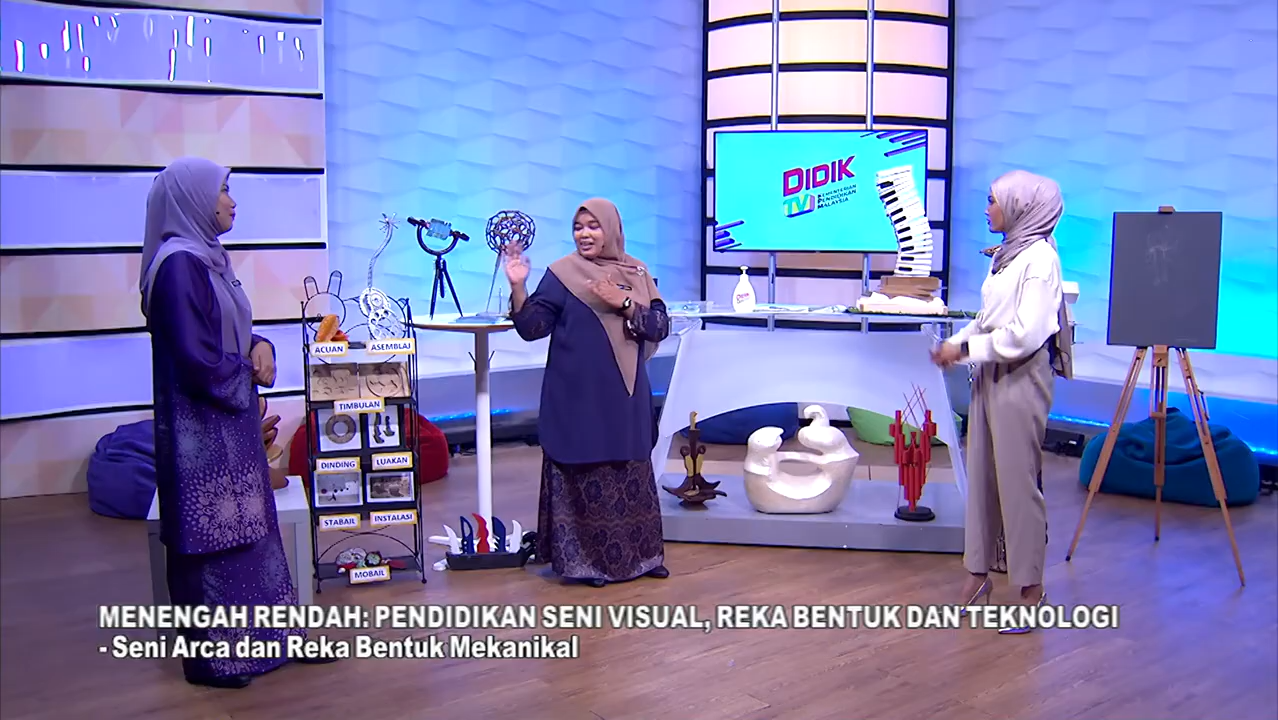 DIDIK
TV
KEMENTERIAN
PENDIDIKAN
MALAYSIA
ACUAN
ASEMBLAJ
TIMBULAN
DINDING
LUAKAN
STABAIL
INSTALASI
MOBAIL
MENENGAH RENDAH: PENDIDIKAN SENI VISUAL, REKA BENTUK DAN TEKNOLOGI
- Seni Arca dan Reka Bentuk Mekanikal